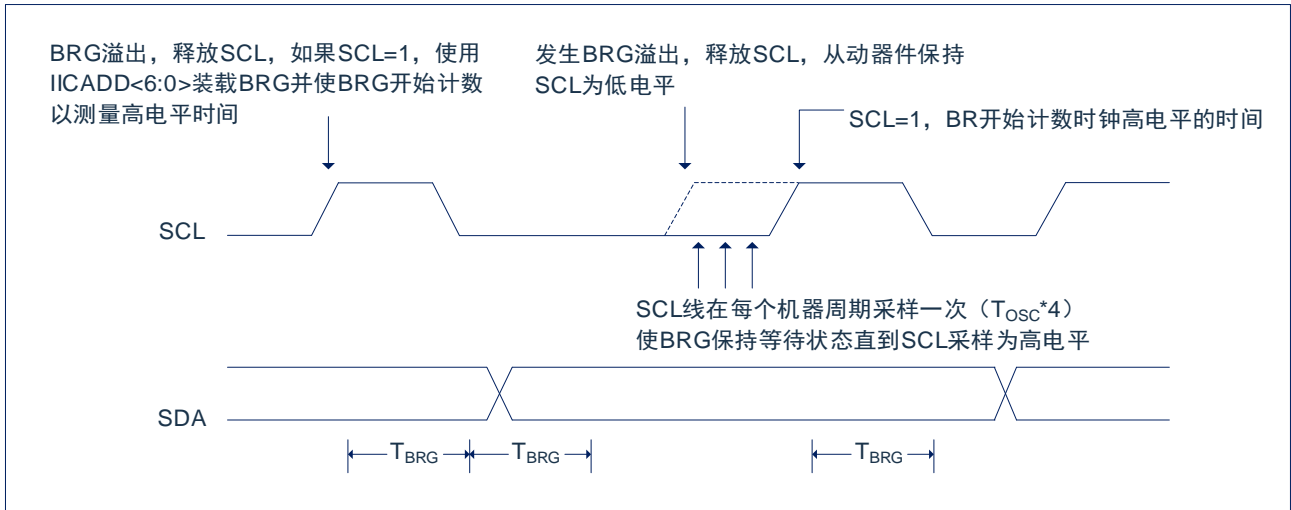 BRG溢出，释放SCL，如果SCL=1，使用
IICADD<6:0>装载BRG并使BRG开始计数
以测量高电平时间
发生BRG溢出，释放SCL，从动器件保持
SCL为低电平
SCL=1，BR开始计数时钟高电平的时间
SCL
SCL线在每个机器周期采样一次（TOSC*4）
使BRG保持等待状态直到SCL采样为高电平
SDA
TBRG
TBRG
TBRG